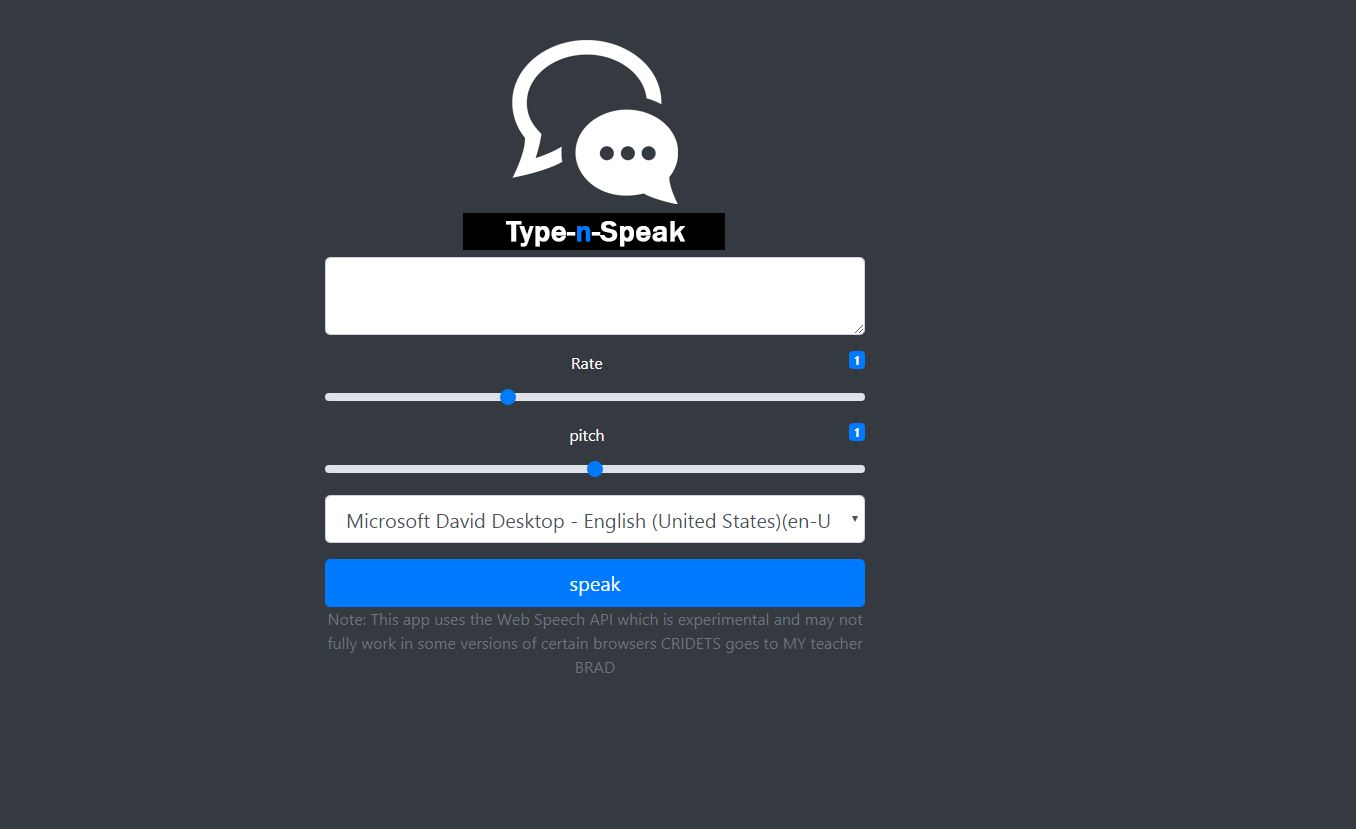 Type-n-Speak
Rate
1
pitch
1
Microsoft David Desktop - English (United States)(en-U
speak
Note: This app uses the Web Speech API which is experimental and may not
fully work in some versions of certain browsers CRIDETS goes to MY teacher
BRAD